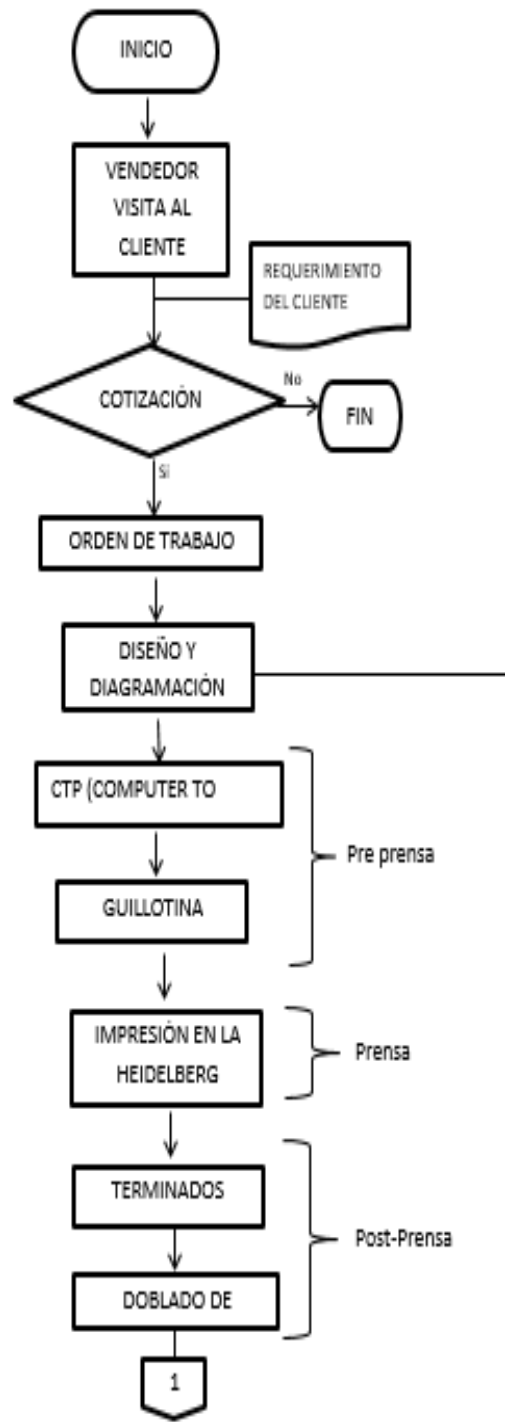 INICIO
VENDEDOR
VISITA AL
CLIENTE
REQUERIMIENTO
DEL CLIENTE
COTIZACIÓN
No
FIN
Si
ORDEN DE TRABAJO
DISEÑO Y
DIAGRAMACIÓN
CTP (COMPUTER TO
Pre prensa
GUILLOTINA
IMPRESIÓN EN LA
HEIDELBERG
Prensa
TERMINADOS
Post-Prensa
DOBLADO DE
1